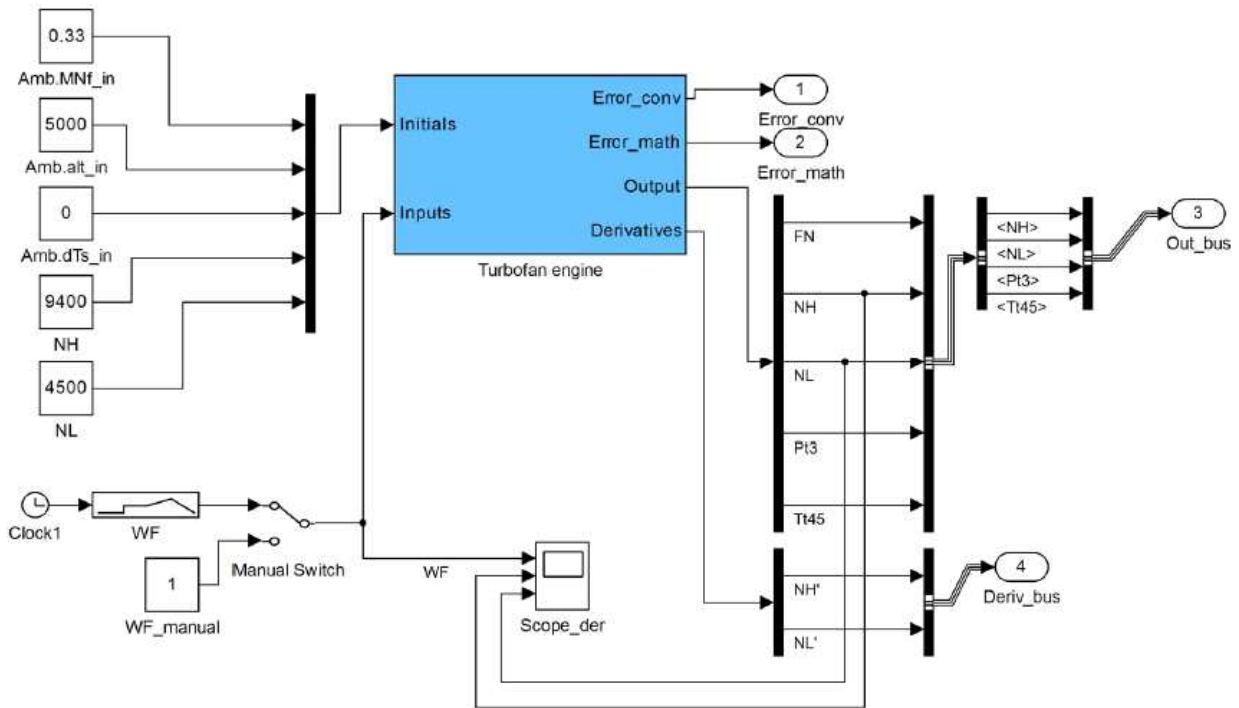 0.33
Amb.MNf_in
5000
Amb.alt_in
0
Amb.dTs_in
9400
NH
4500
NL
Initials
Inputs
Error_conv
Error_math
Output
Derivatives
Turbofan engine
1
Error_conv
2
Error_math
FN
NH
NL
Pt3
Tt45
<NH>
<NL>
<Pt3>
<Tt45>
3
Out_bus
Clock1
WF
Manual Switch
1
WF_manual
WF
Scope_der
NH'
NL'
4
Deriv_bus